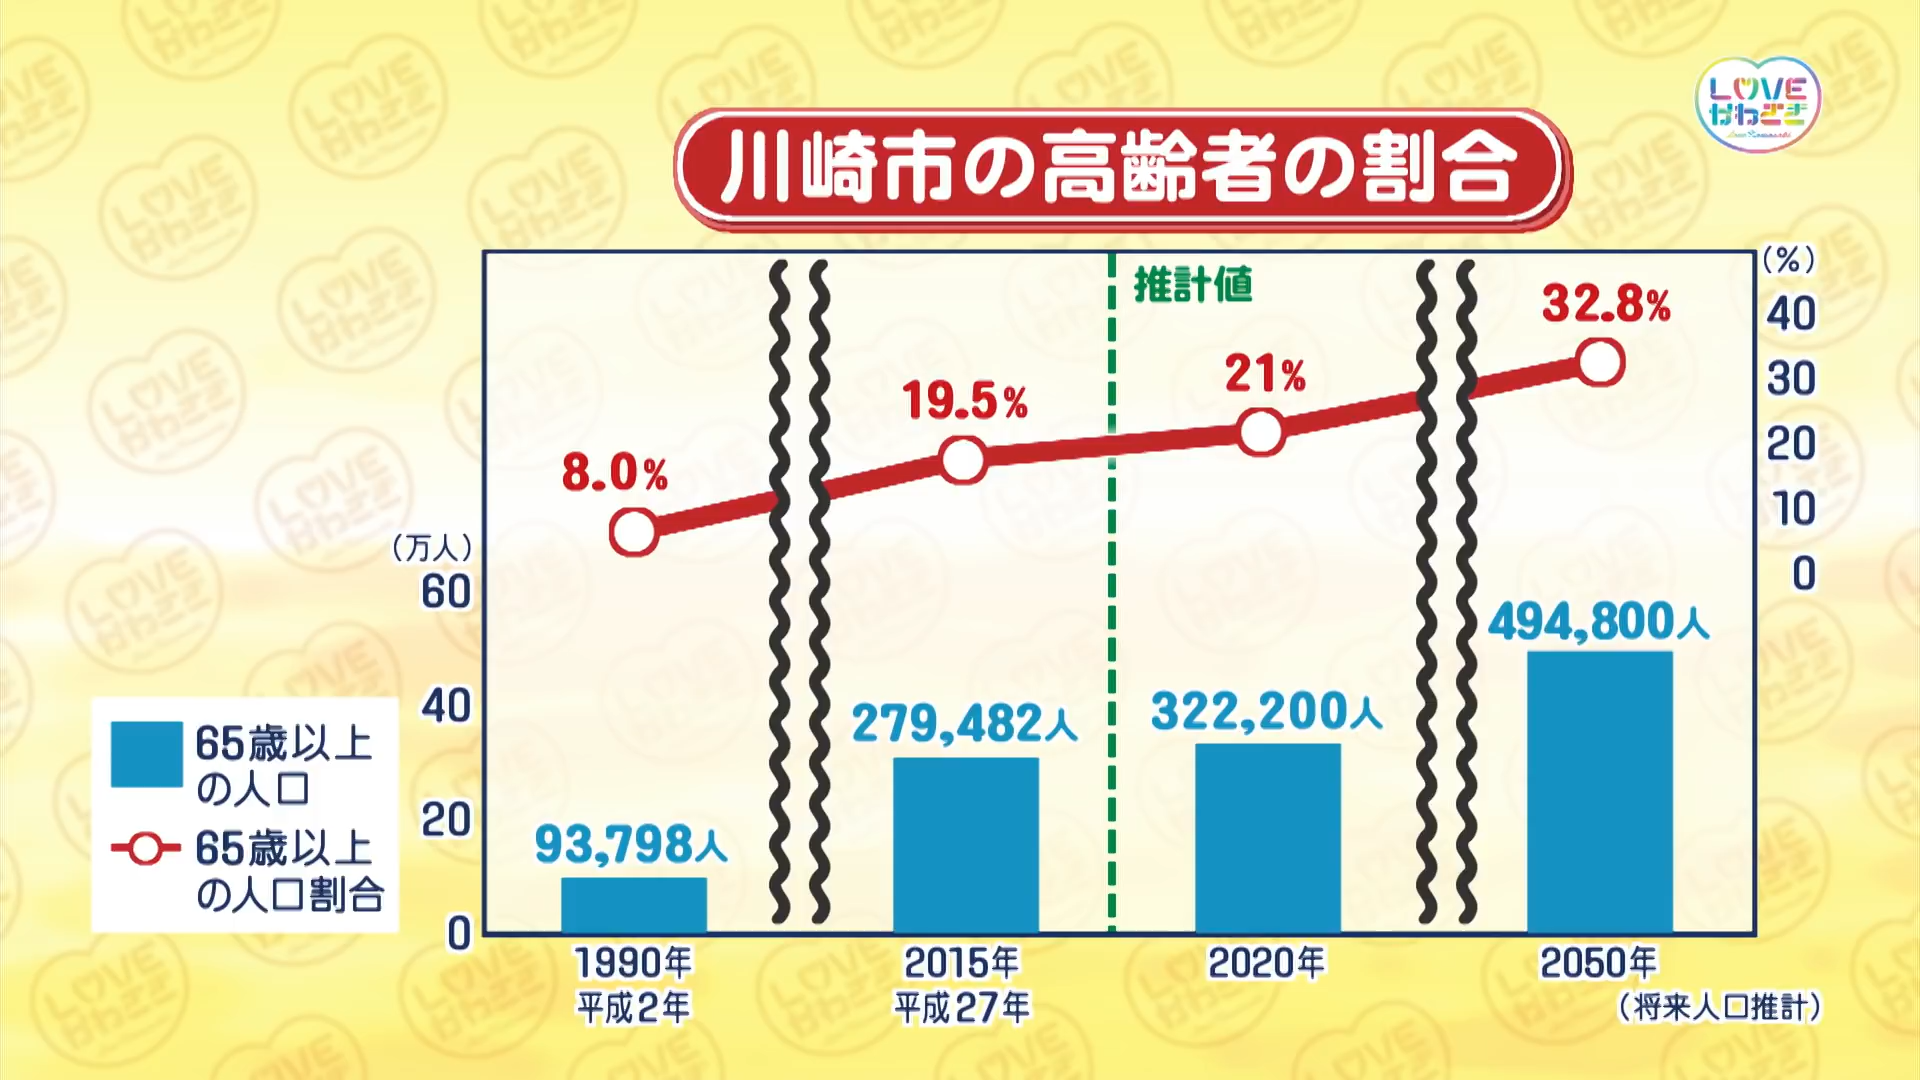 LOVE
かわさき
川崎市の高齢者の割合
(%)
40
30
20
10
0
推計値
8.0%
19.5%
21%
32.8%
(万人)
60
40
20
0
93,798人
279,482人
322,200人
494,800人
65歳以上
の人口
65歳以上
の人口割合
1990年
平成2年
2015年
平成27年
2020年
2050年
(将来人口推計)